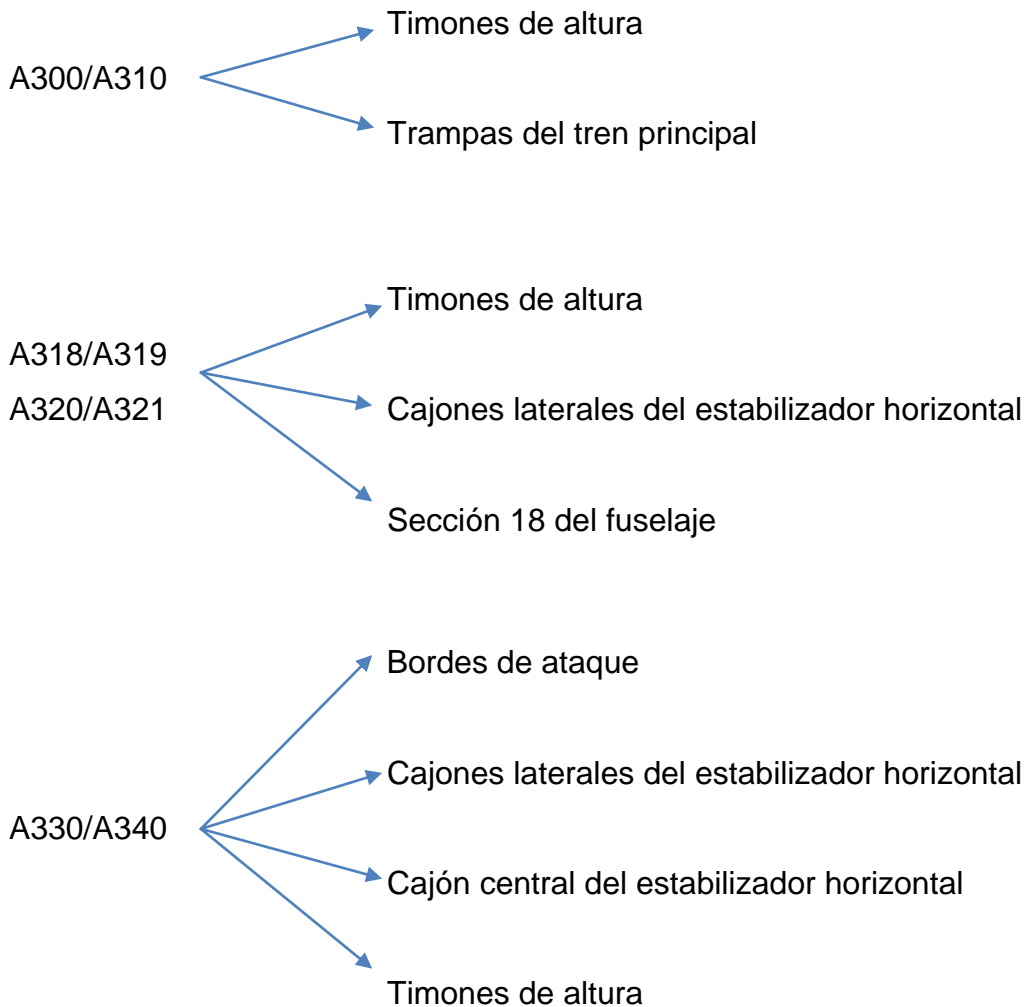 Timones de altura
A300/A310
Trampas del tren principal
Timones de altura
A318/A319
A320/A321
Cajones laterales del estabilizador horizontal
Sección 18 del fuselaje
Bordes de ataque
Cajones laterales del estabilizador horizontal
A330/A340
Cajón central del estabilizador horizontal
Timones de altura